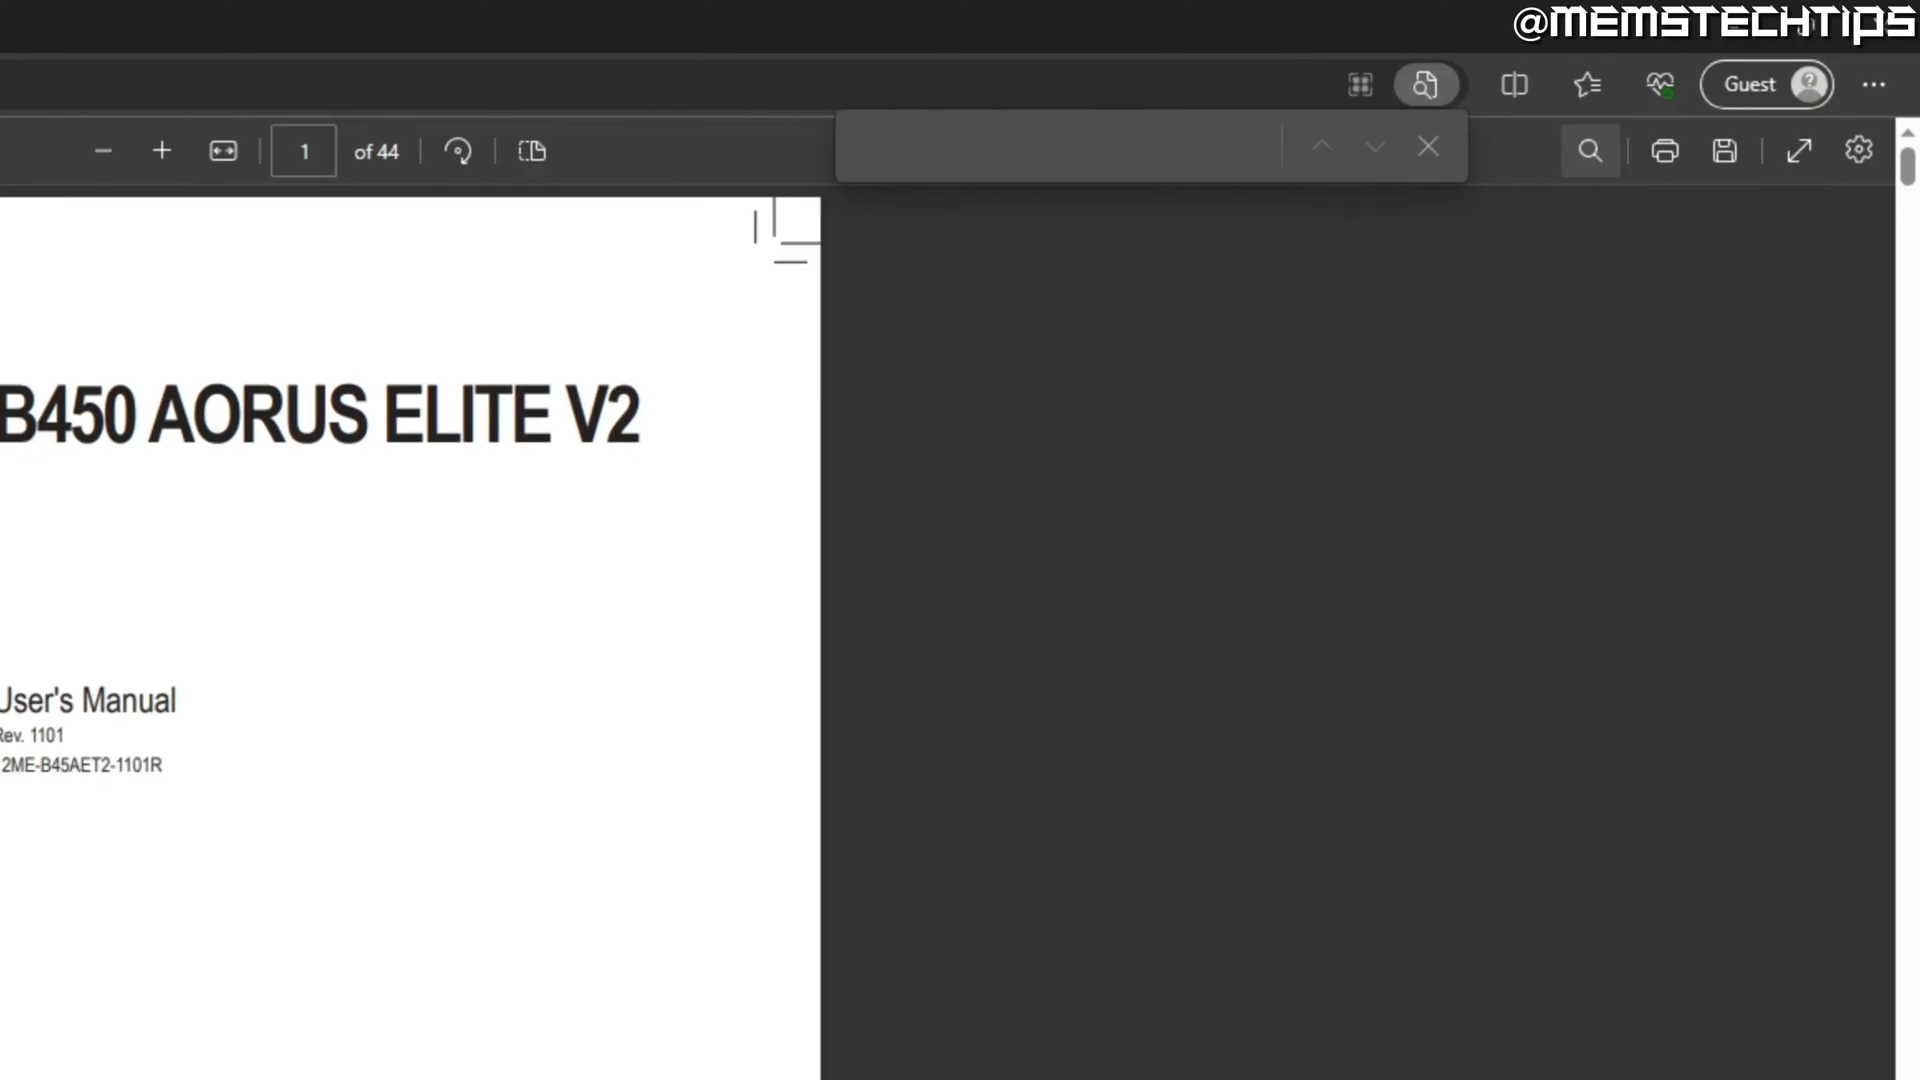 @MEMSTECHTIPS
Guest
1 of 44
B450 AORUS ELITE V2
User's Manual
Rev. 1101
2ME-B45AET2-1101R